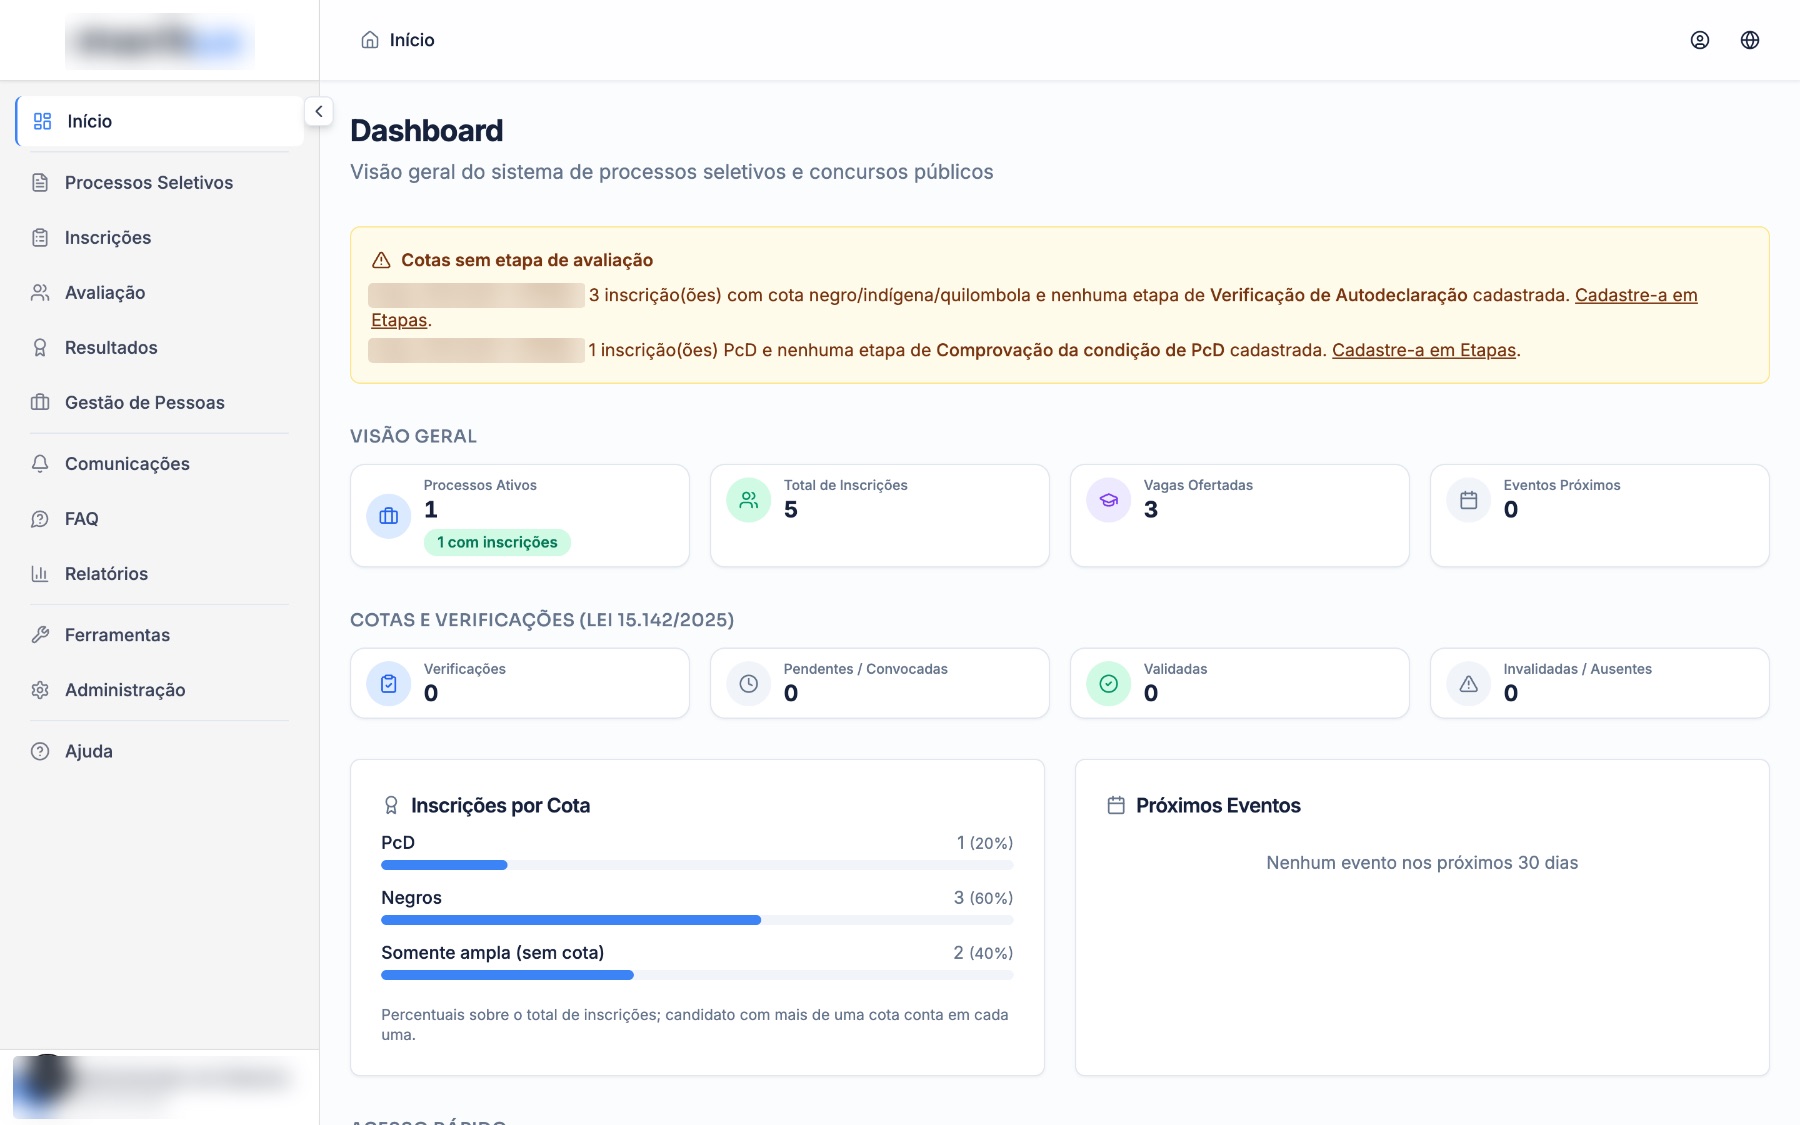 Início
Início
Processos Seletivos
Inscrições
Avaliação
Resultados
Gestão de Pessoas
Comunicações
FAQ
Relatórios
Ferramentas
Administração
Ajuda
Dashboard
Visão geral do sistema de processos seletivos e concursos públicos
Cotas sem etapa de avaliação
3 inscrição(ões) com cota negro/indígena/quilombola e nenhuma etapa de Verificação de Autodeclaração cadastrada. Cadastre-a em
Etapas.
1 inscrição(ões) PcD e nenhuma etapa de Comprovação da condição de PcD cadastrada. Cadastre-a em Etapas.
VISÃO GERAL
Processos Ativos
1
1 com inscrições
Total de Inscrições
5
Vagas Ofertadas
3
Eventos Próximos
0
COTAS E VERIFICAÇÕES (LEI 15.142/2025)
Verificações
0
Pendentes / Convocadas
0
Validadas
0
Invalidadas / Ausentes
0
Inscrições por Cota
PcD 1 (20%)
Negros 3 (60%)
Somente ampla (sem cota) 2 (40%)
Percentuais sobre o total de inscrições; candidato com mais de uma cota conta em cada
uma.
Próximos Eventos
Nenhum evento nos próximos 30 dias
ACESSO RÁPIDO